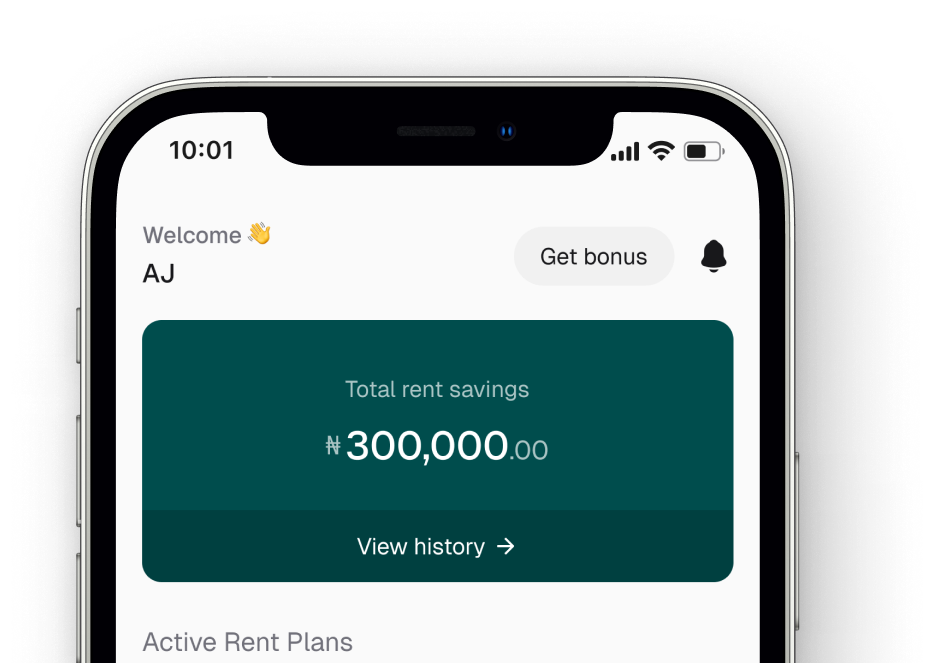 10:01
Welcome 👋
AJ
Get bonus
Total rent savings
₦300,000.00
View history →
Active Rent Plans